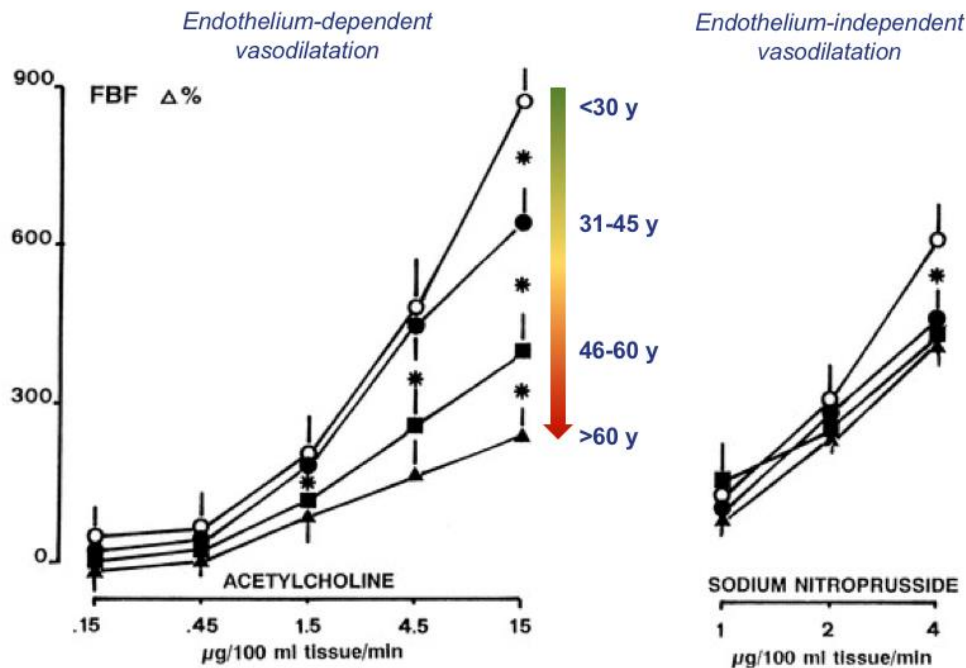 Endothelium-dependent
vasodilatation
Endothelium-independent
vasodilatation
900
FBF △%
<30 y
31-45 y
600
46-60 y
300
>60 y
0
ACETYLCHOLINE
.15 .45 1.5 4.5 15
µg/100 ml tissue/min
SODIUM NITROPRUSSIDE
1 2 4
µg/100 ml tissue/min